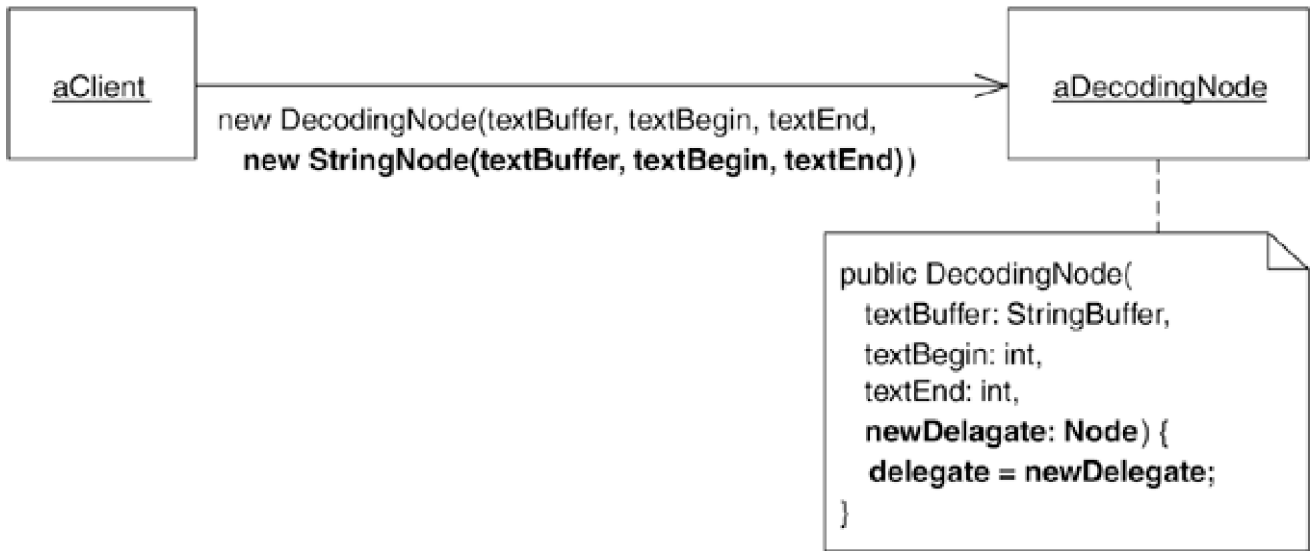 aClient
aDecodingNode
new DecodingNode(textBuffer, textBegin, textEnd,
new StringNode(textBuffer, textBegin, textEnd))
public DecodingNode(
textBuffer: StringBuffer,
textBegin: int,
textEnd: int,
newDelagate: Node) {
delegate = newDelegate;
}